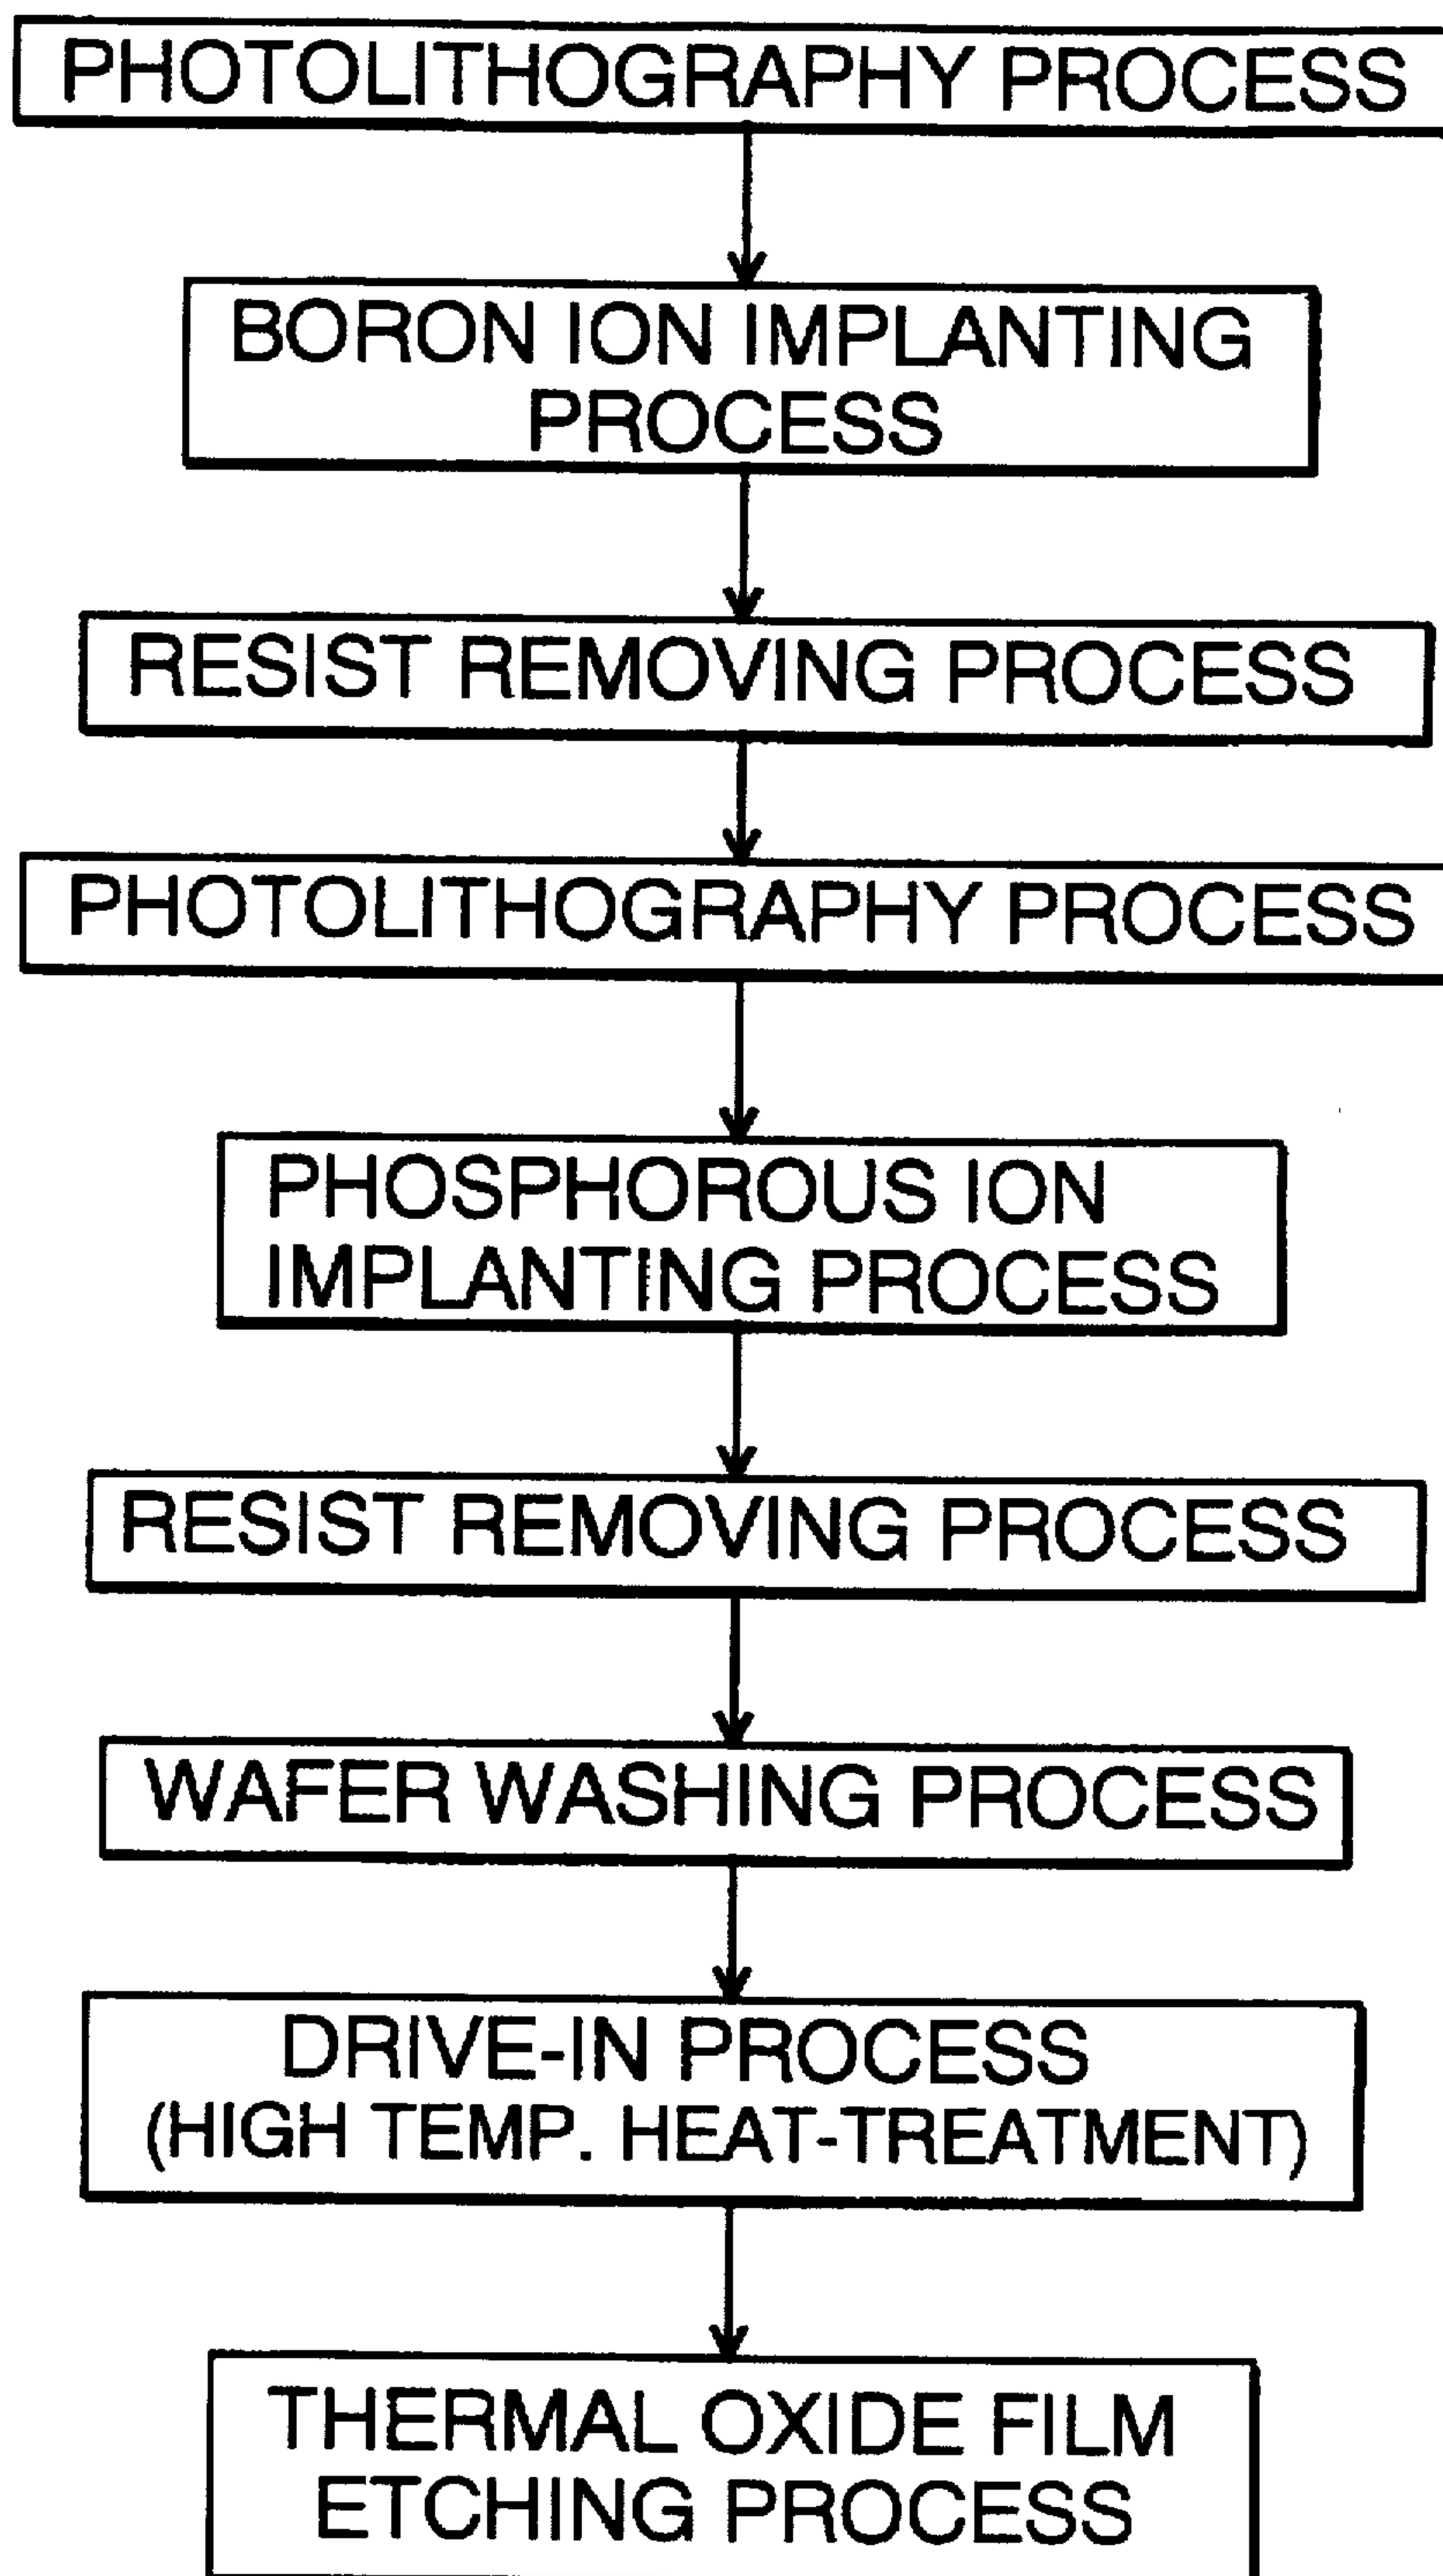 PHOTOLITHOGRAPHY PROCESS
BORON ION IMPLANTING
PROCESS
RESIST REMOVING PROCESS
PHOTOLITHOGRAPHY PROCESS
PHOSPHOROUS ION
IMPLANTING PROCESS
RESIST REMOVING PROCESS
WAFER WASHING PROCESS
DRIVE-IN PROCESS
(HIGH TEMP. HEAT-TREATMENT)
THERMAL OXIDE FILM
ETCHING PROCESS